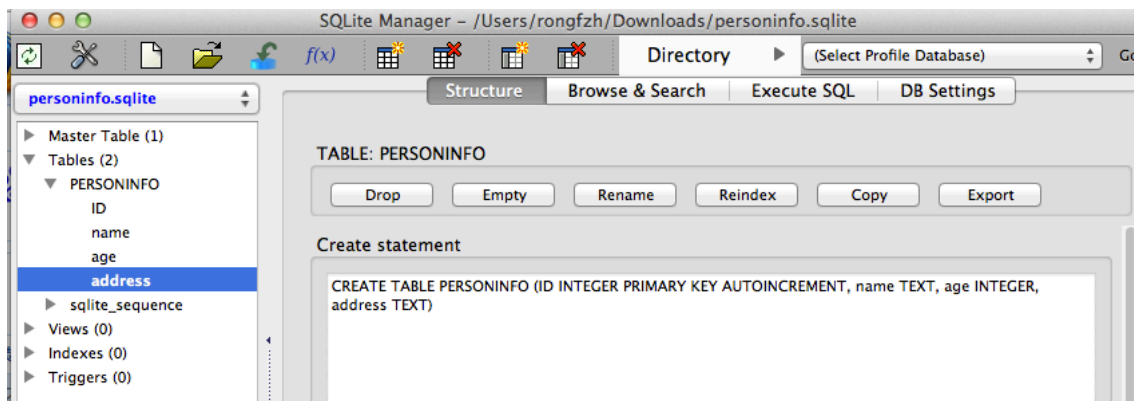 SQLite Manager – /Users/rongfzh/Downloads/personinfo.sqlite
f(x) Directory (Select Profile Database)
personinfo.sqlite
Structure Browse & Search Execute SQL DB Settings
Master Table (1)
Tables (2)
PERSONINFO
ID
name
age
address
sqlite_sequence
Views (0)
Indexes (0)
Triggers (0)
TABLE: PERSONINFO
Drop Empty Rename Reindex Copy Export
Create statement
CREATE TABLE PERSONINFO (ID INTEGER PRIMARY KEY AUTOINCREMENT, name TEXT, age INTEGER,
address TEXT)